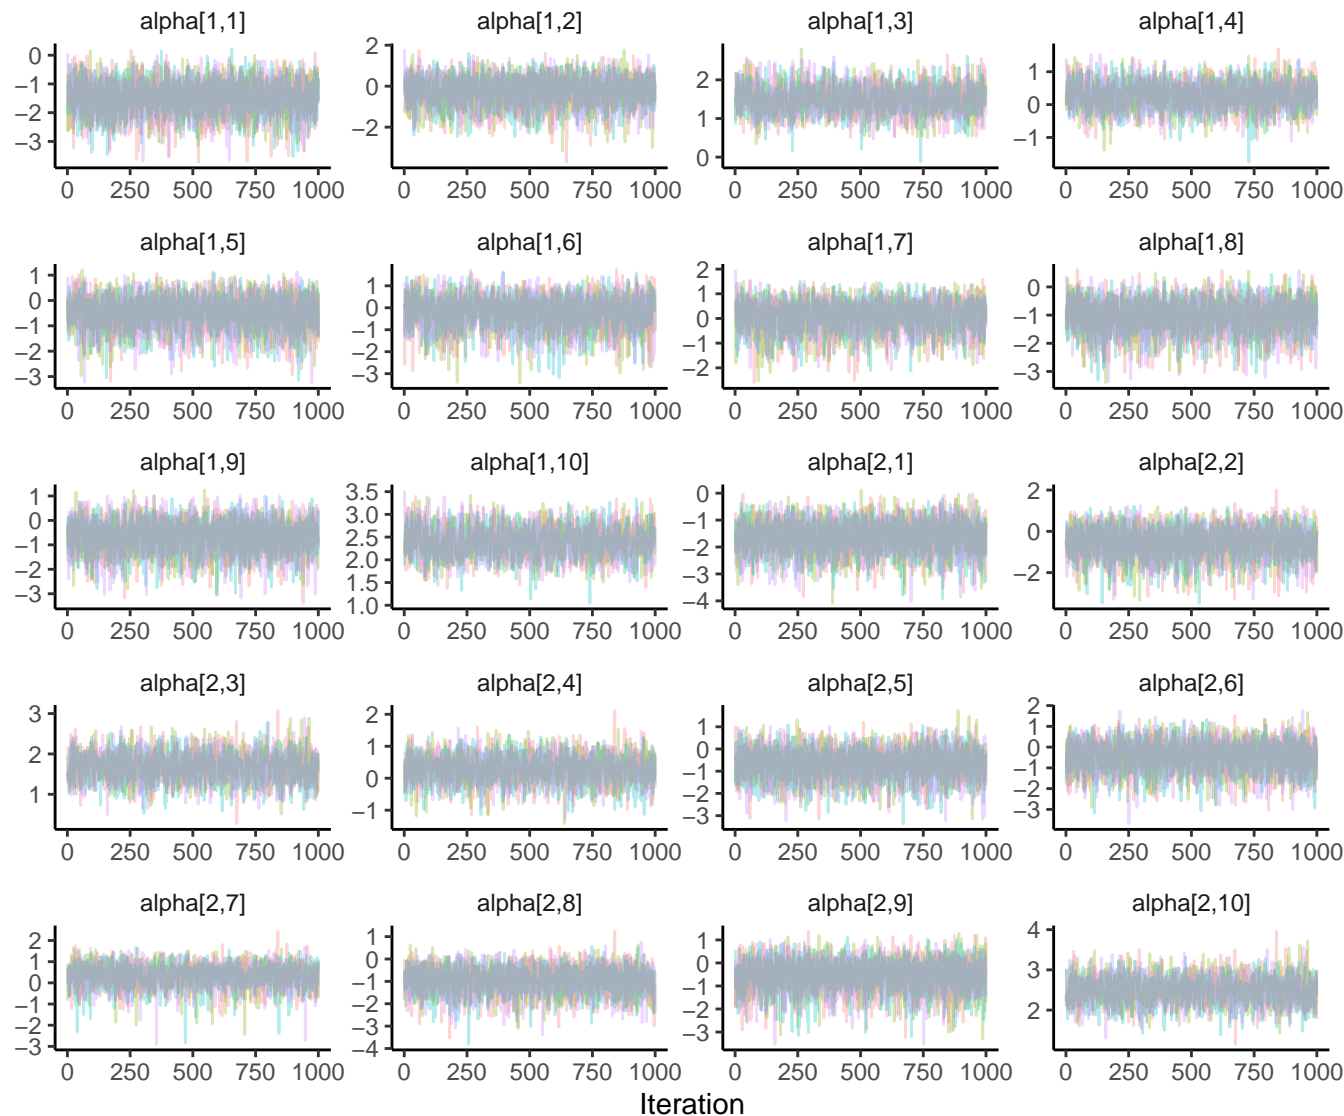 alpha[1,1] alpha[1,2] alpha[1,3] alpha[1,4]
0 −1 −2 −3
2 0 −2
2 1 0
1 0 −1
0 250 500 750 1000 0 250 500 750 1000 0 250 500 750 1000 0 250 500 750 1000
alpha[1,5] alpha[1,6] alpha[1,7] alpha[1,8]
1 0 −1 −2 −3
1 0 −1 −2 −3
2 1 0 −1 −2
0 −1 −2 −3
0 250 500 750 1000 0 250 500 750 1000 0 250 500 750 1000 0 250 500 750 1000
alpha[1,9] alpha[1,10] alpha[2,1] alpha[2,2]
1 0 −1 −2 −3
3.5 3.0 2.5 2.0 1.5 1.0
0 −1 −2 −3 −4
2 0 −2
0 250 500 750 1000 0 250 500 750 1000 0 250 500 750 1000 0 250 500 750 1000
alpha[2,3] alpha[2,4] alpha[2,5] alpha[2,6]
3 2 1
2 1 0 −1
1 0 −1 −2 −3
2 1 0 −1 −2 −3
0 250 500 750 1000 0 250 500 750 1000 0 250 500 750 1000 0 250 500 750 1000
alpha[2,7] alpha[2,8] alpha[2,9] alpha[2,10]
2 1 0 −1 −2 −3
1 0 −1 −2 −3 −4
1 0 −1 −2 −3
4 3 2
0 250 500 750 1000 0 250 500 750 1000 0 250 500 750 1000 0 250 500 750 1000
Iteration